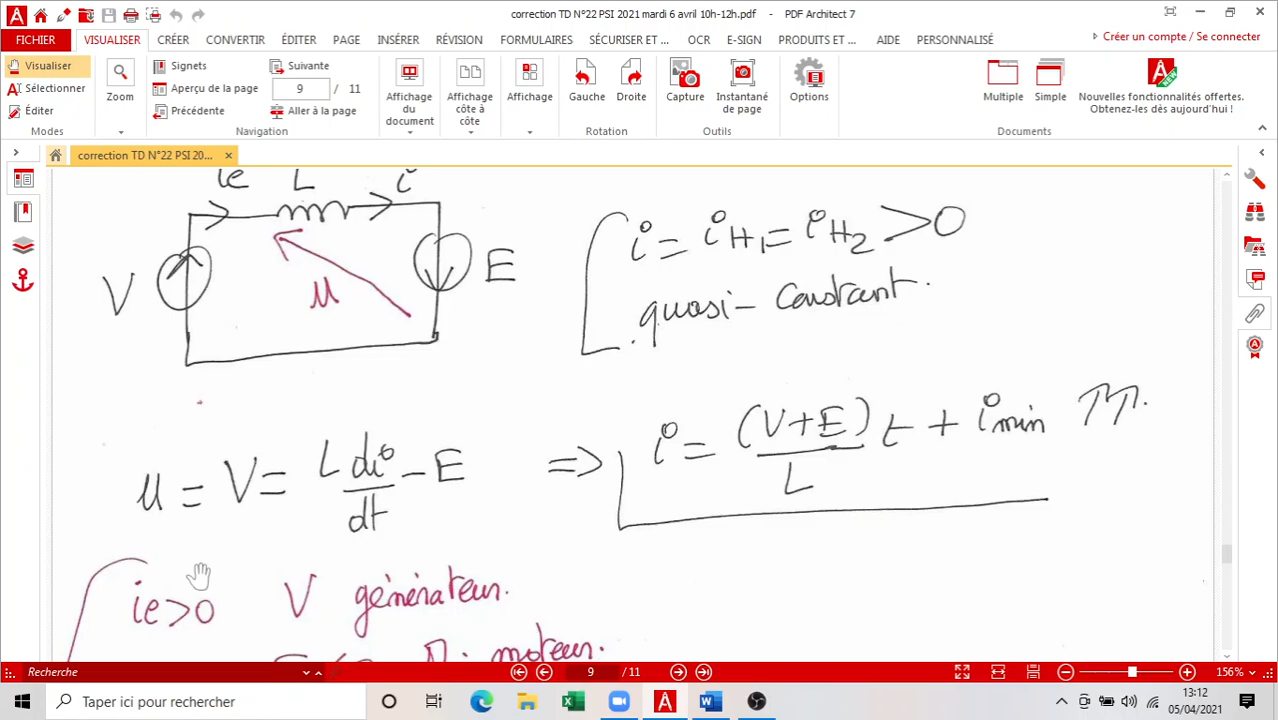 correction TD N°22 PSI 2021 mardi 6 avril 10h-12h.pdf - PDF Architect 7
FICHIER VISUALISER CRÉER CONVERTIR ÉDITER PAGE INSÉRER RÉVISION FORMULAIRES SÉCURISER ET ... OCR E-SIGN PRODUITS ET ... AIDE PERSONNALISÉ Créer un compte / Se connecter
Visualiser
Sélectionner
Éditer
Modes
Zoom
Signets
Aperçu de la page
Précédente
Suivante
9 / 11
Aller à la page
Navigation
Affichage du document
Affichage côte à côte
Affichage
Gauche
Droite
Rotation
Capture
Instantané de page
Outils
Options
Multiple
Simple
Nouvelles fonctionnalités offertes.
Obtenez-les dès aujourd'hui !
Documents
correction TD N°22 PSI 20...
ie L i
V u E
i = iH1 = iH2 > 0
quasi-constant.
u = V = L di/dt - E => i = (V+E)/L t + imin ↑↑.
ie>0 V générateur.
moteur.
Recherche 9 / 11 156%
Taper ici pour rechercher
13:12
05/04/2021